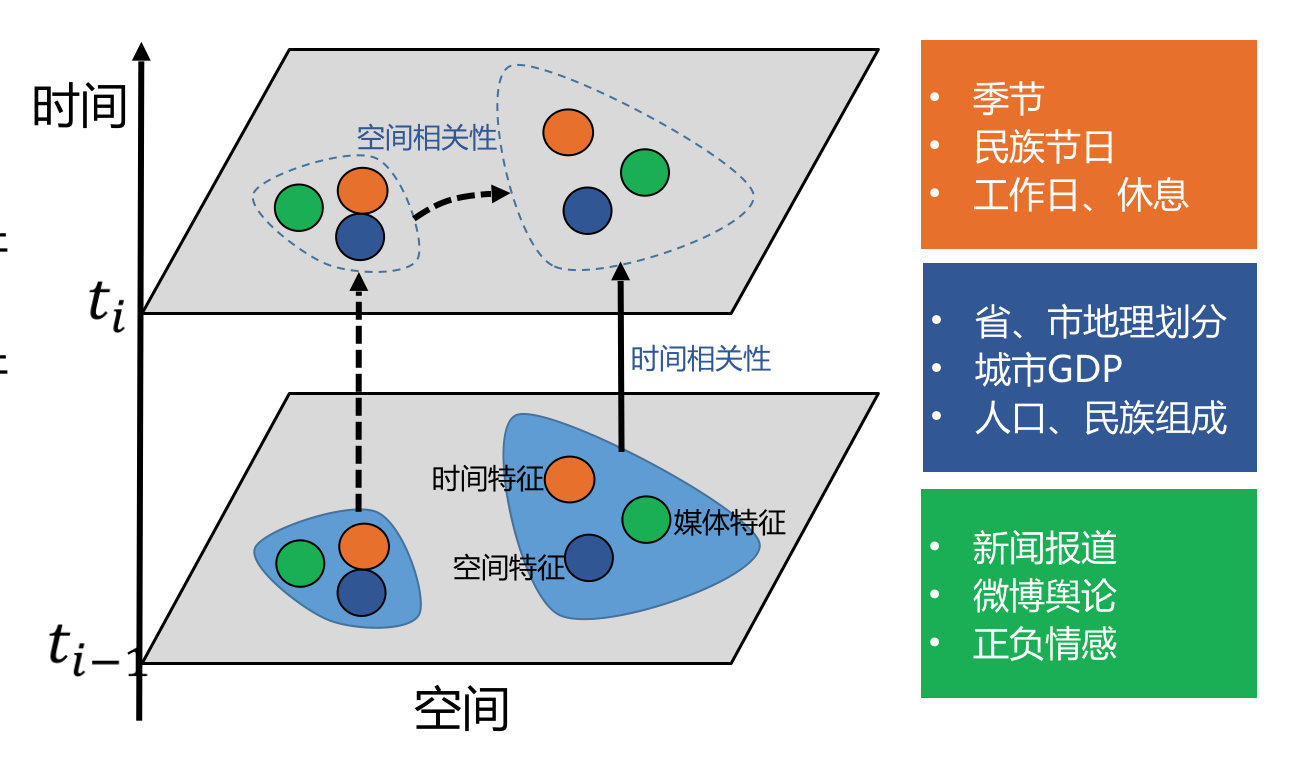 时间
空间相关性
t_i
时间相关性
时间特征
媒体特征
空间特征
t_{i-1}
空间
• 季节
• 民族节日
• 工作日、休息
• 省、市地理划分
• 城市GDP
• 人口、民族组成
• 新闻报道
• 微博舆论
• 正负情感